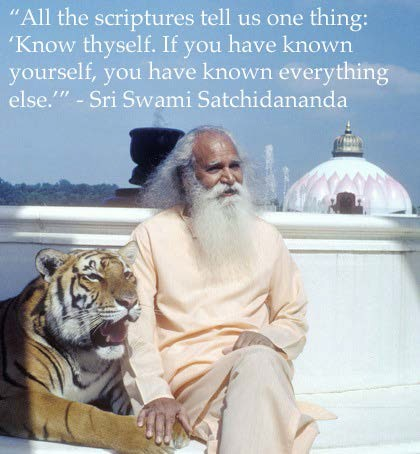 “All the scriptures tell us one thing:
‘Know thyself. If you have known
yourself, you have known everything
else.’” - Sri Swami Satchidananda